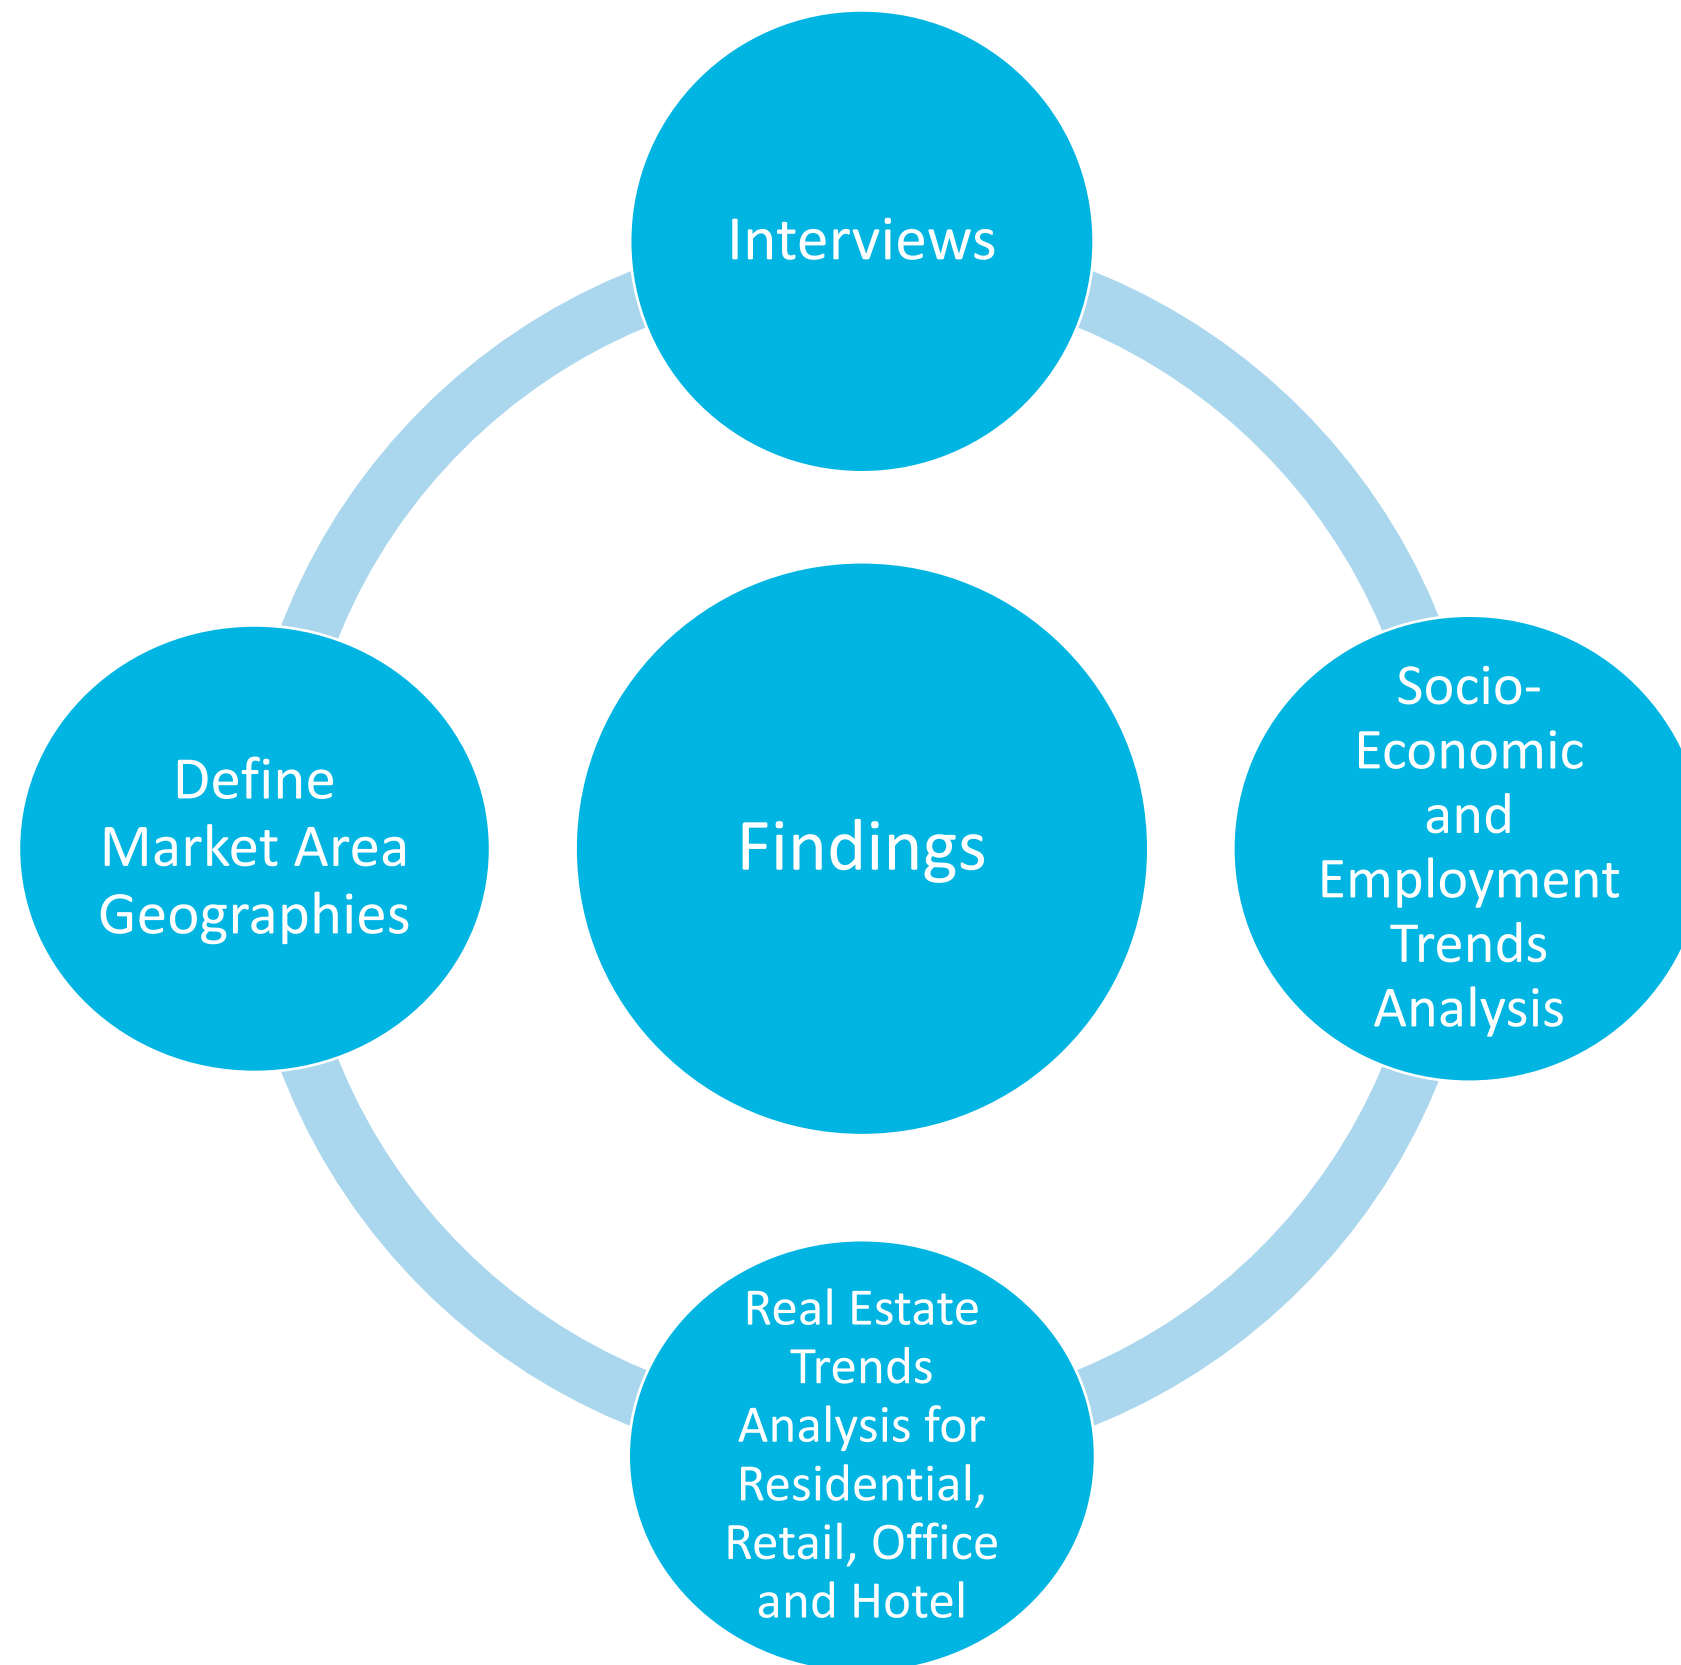 Interviews
Define
Market Area
Geographies
Findings
Socio-
Economic
and
Employment
Trends
Analysis
Real Estate
Trends
Analysis for
Residential,
Retail, Office
and Hotel